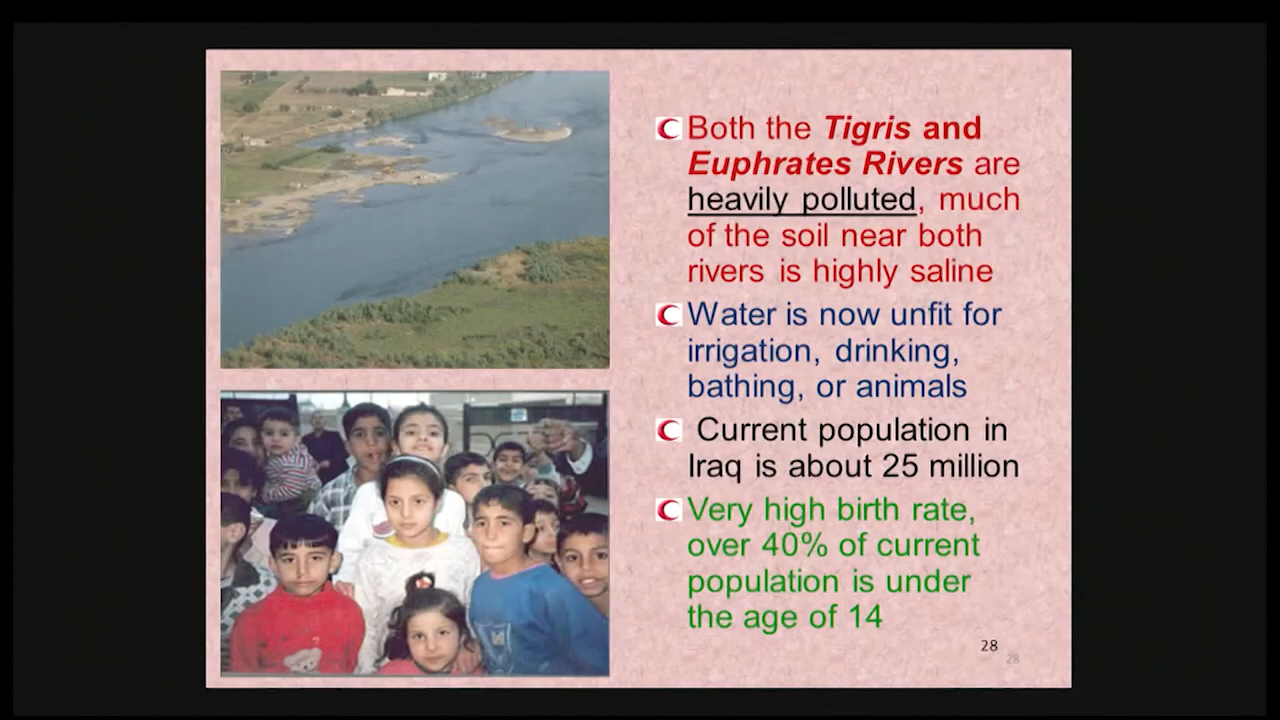 Both the Tigris and
Euphrates Rivers are
heavily polluted, much
of the soil near both
rivers is highly saline
Water is now unfit for
irrigation, drinking,
bathing, or animals
Current population in
Iraq is about 25 million
Very high birth rate,
over 40% of current
population is under
the age of 14
28
28